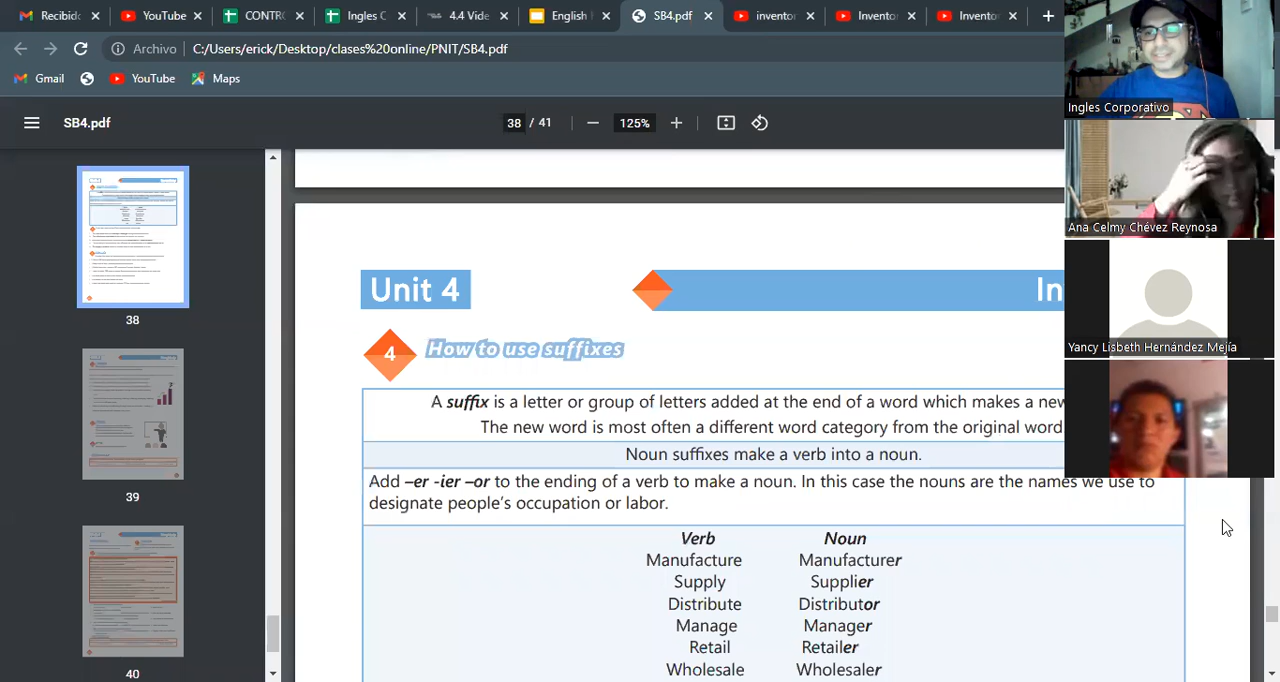 Recibido
YouTube
CONTRO
Ingles C
4.4 Vide
English I
SB4.pdf
inventor
Inventor
Invento
Archivo C:/Users/erick/Desktop/clases%20online/PNIT/SB4.pdf
Gmail YouTube Maps
SB4.pdf 38 / 41 125%
Ingles Corporativo
Ana Celmy Chévez Reynosa
Yancy Lisbeth Hernández Mejía
38
39
40
Unit 4 In
4 How to use suffixes
A suffix is a letter or group of letters added at the end of a word which makes a new
The new word is most often a different word category from the original word
Noun suffixes make a verb into a noun.
Add –er -ier –or to the ending of a verb to make a noun. In this case the nouns are the names we use to
designate people's occupation or labor.
Verb Noun
Manufacture Manufacturer
Supply Supplier
Distribute Distributor
Manage Manager
Retail Retailer
Wholesale Wholesaler